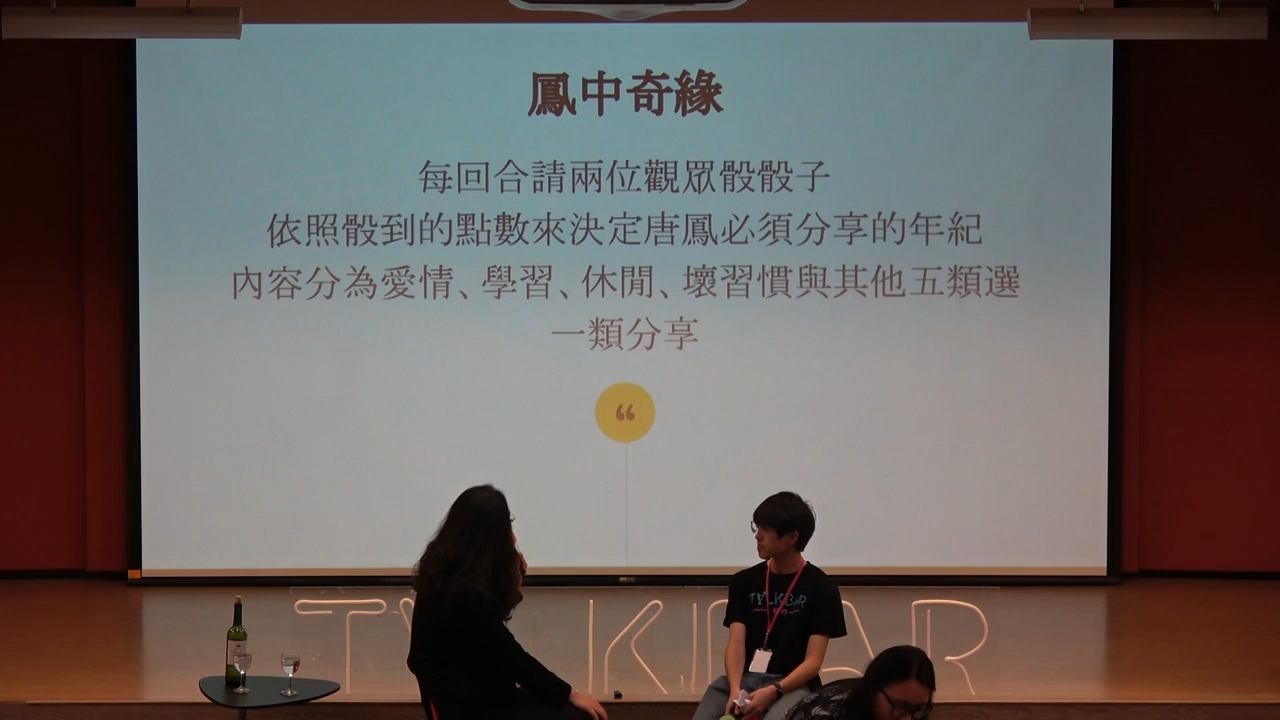 鳳中奇緣
每回合請兩位觀眾骰骰子
依照骰到的點數來決定唐鳳必須分享的年紀
內容分為愛情、學習、休閒、壞習慣與其他五類選
一類分享
“
TALKBAR